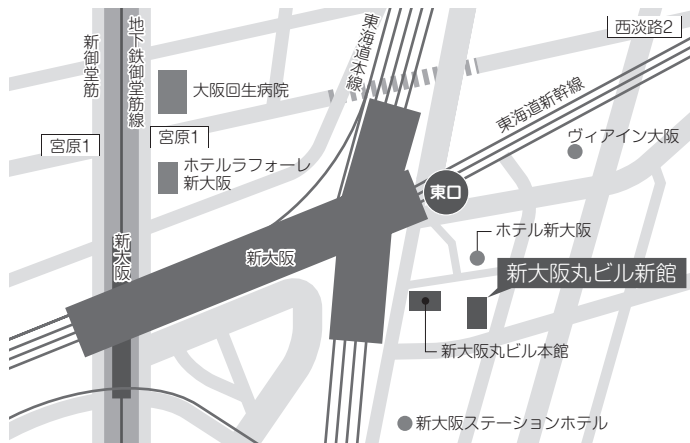 西淡路2
新御堂筋
地下鉄御堂筋線
東海道本線
大阪回生病院
東海道新幹線
宮原1
宮原1
ヴィアイン大阪
ホテルラフォーレ
新大阪
東口
ホテル新大阪
新大阪
新大阪
新大阪丸ビル新館
新大阪丸ビル本館
新大阪ステーションホテル